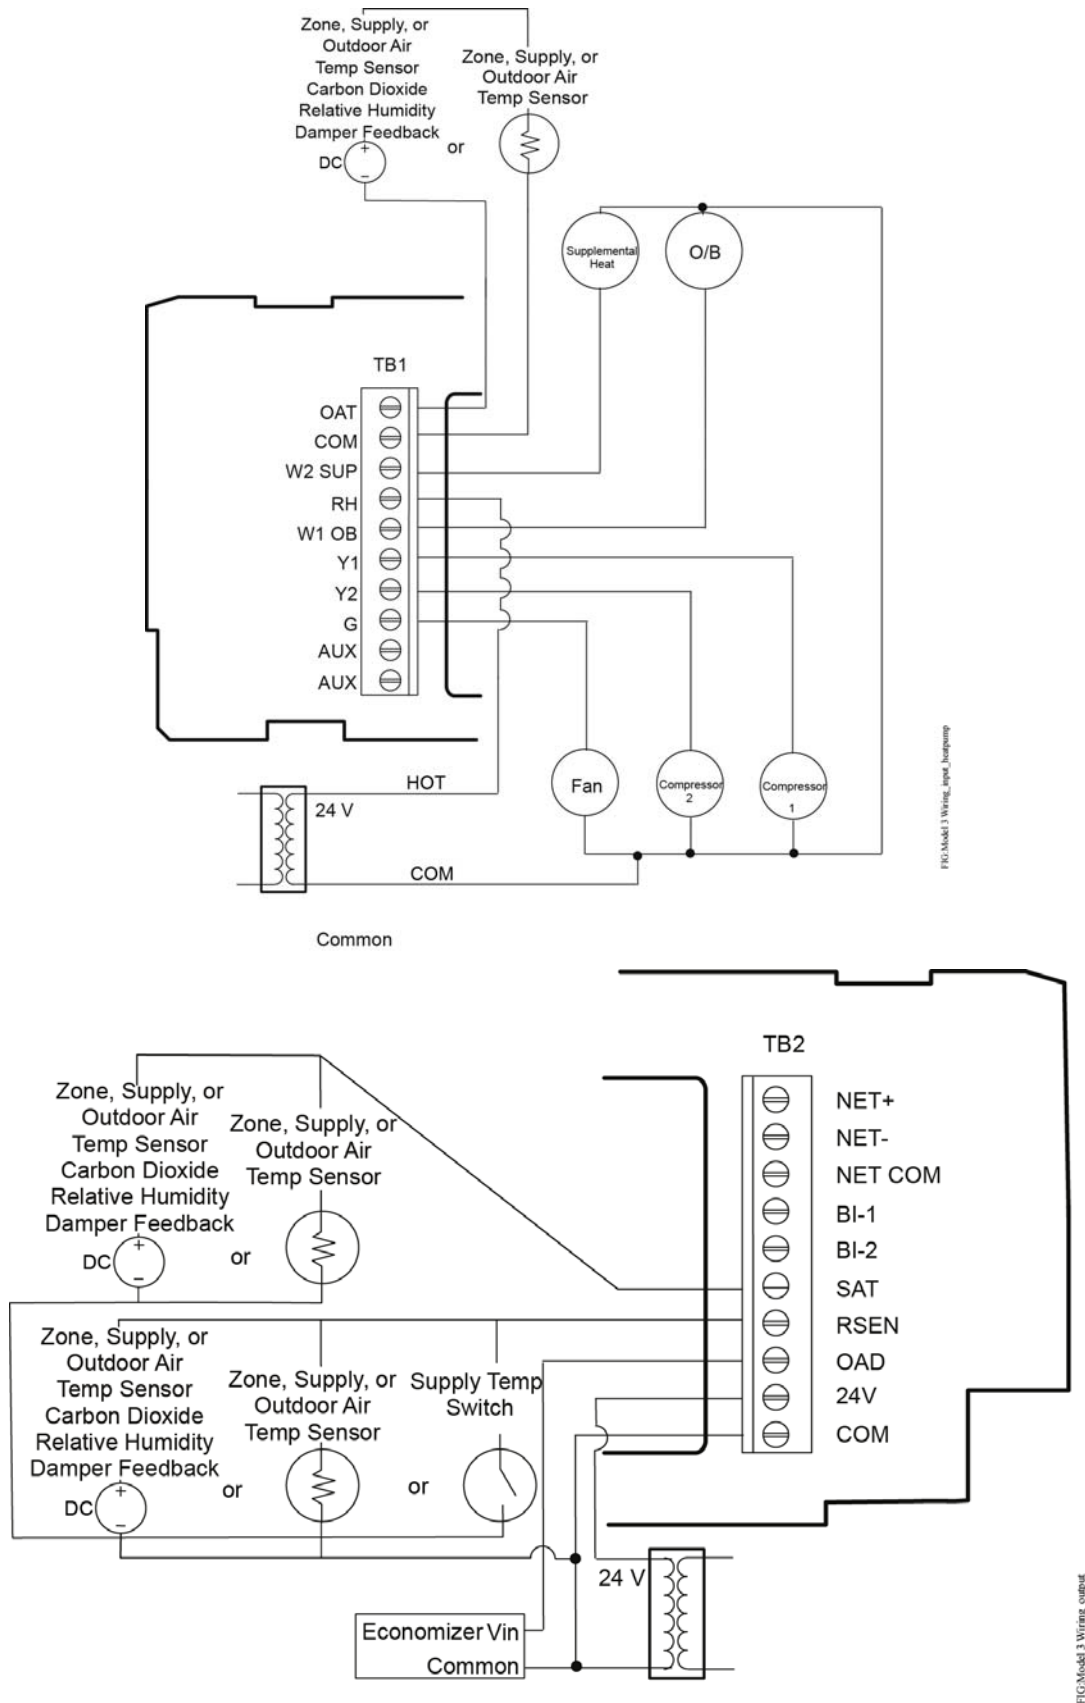 Zone, Supply, or
Outdoor Air
Temp Sensor
Carbon Dioxide
Relative Humidity
Damper Feedback
Zone, Supply, or
Outdoor Air
Temp Sensor
or
DC
+
–
Supplemental
Heat
O/B
TB1
OAT
COM
W2 SUP
RH
W1 OB
Y1
Y2
G
AUX
AUX
HOT
24 V
COM
Fan
Compressor
2
Compressor
1
FIG:Model 3 Wiring_input_heatpump
Common
TB2
NET+
NET-
NET COM
BI-1
BI-2
SAT
RSEN
OAD
24V
COM
Zone, Supply, or
Outdoor Air
Temp Sensor
Carbon Dioxide
Relative Humidity
Damper Feedback
Zone, Supply, or
Outdoor Air
Temp Sensor
DC
+
–
or
Zone, Supply, or
Outdoor Air
Temp Sensor
Carbon Dioxide
Relative Humidity
Damper Feedback
Zone, Supply, or
Outdoor Air
Temp Sensor
Supply Temp
Switch
DC
+
–
or
or
24 V
Economizer Vin
Common
FIG:Model 3 Wiring_output